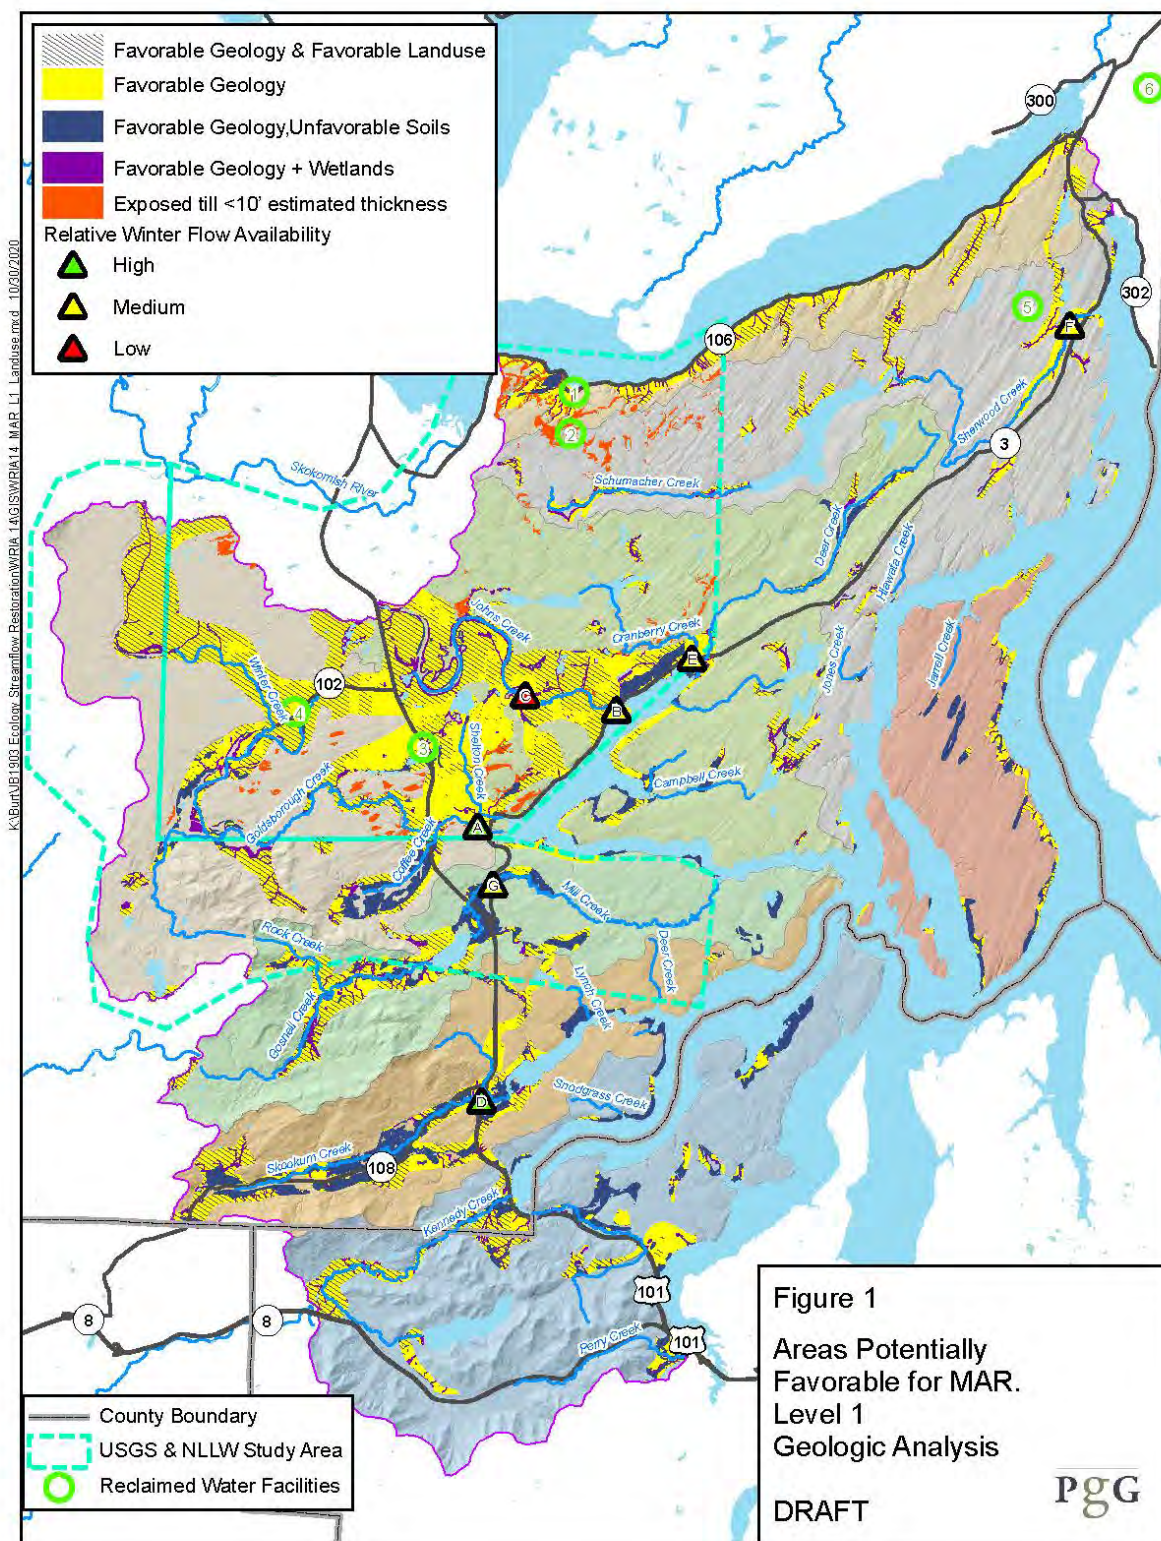 Favorable Geology & Favorable Landuse
Favorable Geology
Favorable Geology,Unfavorable Soils
Favorable Geology + Wetlands
Exposed till <10' estimated thickness
Relative Winter Flow Availability
High
Medium
Low
K:\Burt\JB1903 Ecology Streamflow Restoration\WRIA 14\GIS\WRIA14 MAR L1 Landuse.mxd 10/30/2020
6
300
302
5
F
106
1
2
Sherwood Creek
3
Skokomish River
Schumacher Creek
Deer Creek
Hiawata Creek
Johns Creek
Cranberry Creek
E
Jones Creek
Jarrell Creek
Winter Creek
102
4
C
B
3
Shelton Creek
Campbell Creek
Goldsborough Creek
A
Coffee Creek
G
Mill Creek
Rock Creek
Deer Creek
Lynch Creek
Gosnell Creek
D
Snodgrass Creek
Skookum Creek
108
Kennedy Creek
101
8
8
Perry Creek
101
County Boundary
USGS & NLLW Study Area
Reclaimed Water Facilities
Figure 1
Areas Potentially
Favorable for MAR.
Level 1
Geologic Analysis
DRAFT
PgG